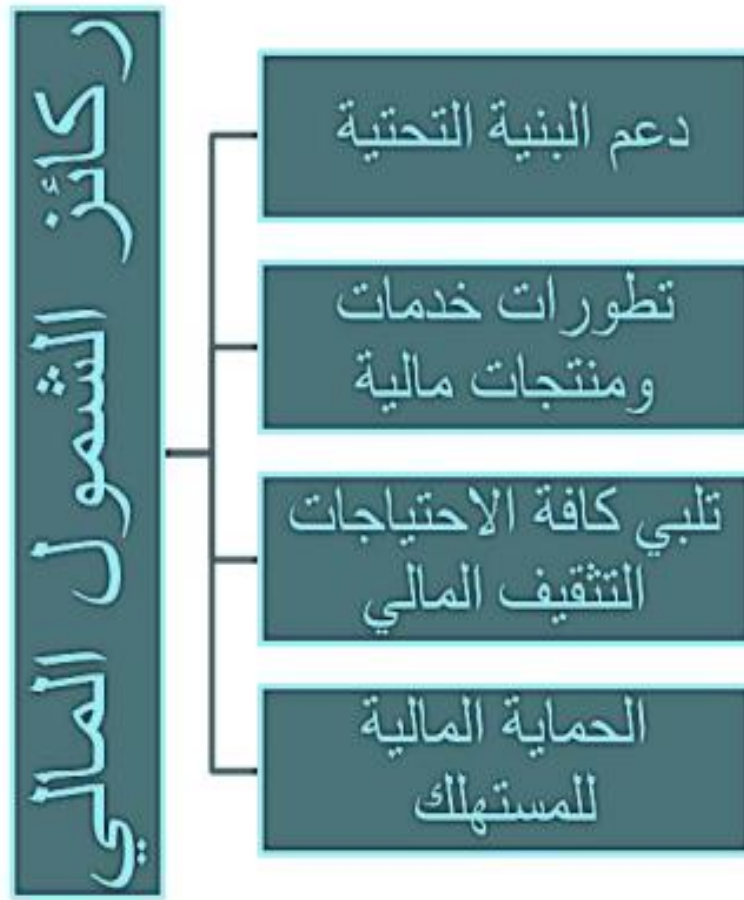 ركائز الشمول المالي
دعم البنية التحتية
تطورات خدمات
ومنتجات مالية
تلبي كافة الاحتياجات
التثقيف المالي
الحماية المالية
للمستهلك